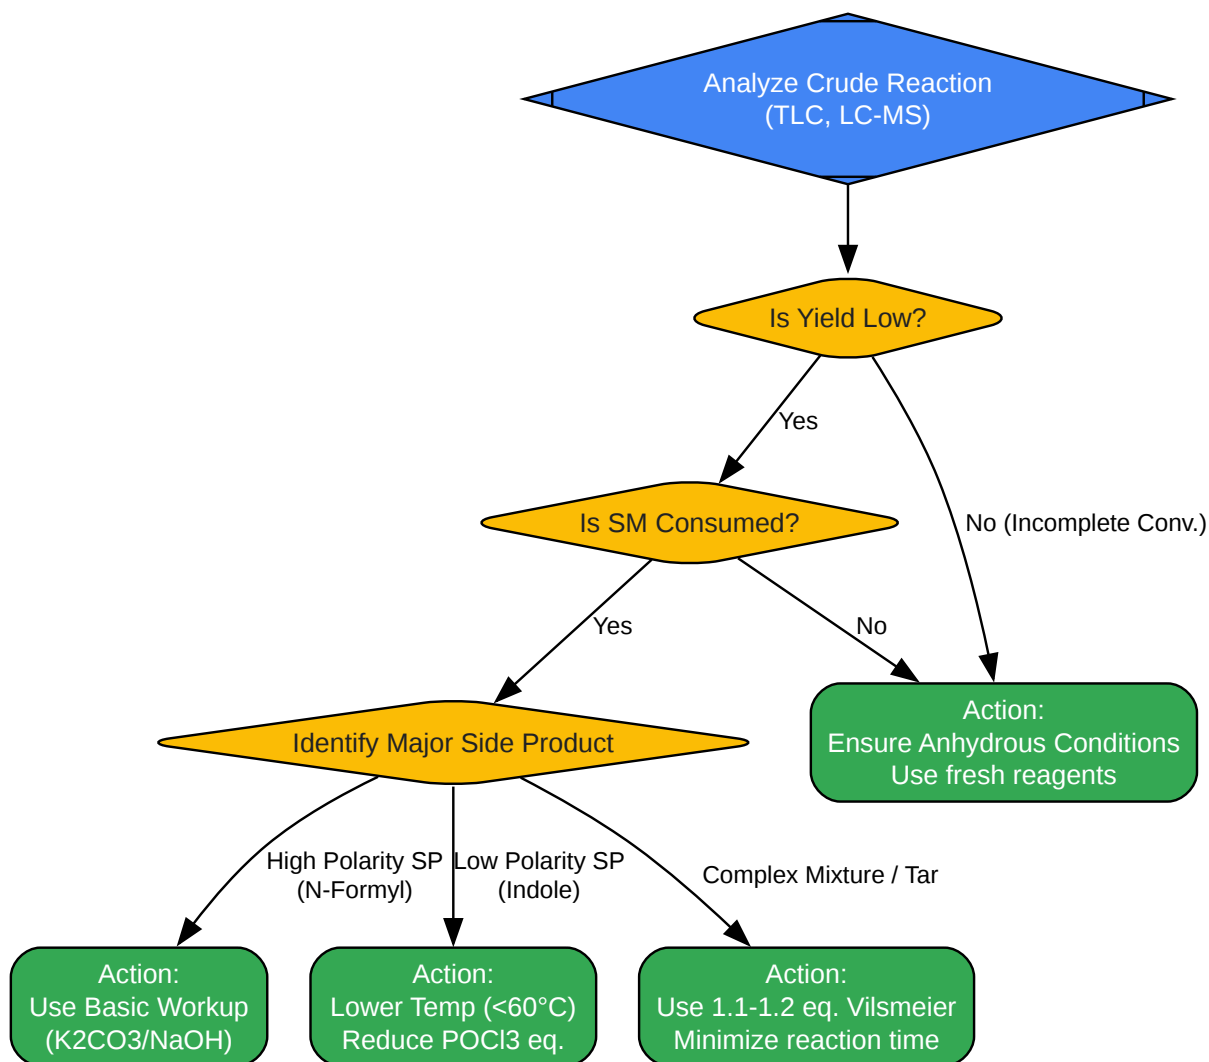 Analyze Crude Reaction
(TLC, LC-MS)
Is Yield Low?
Yes
Is SM Consumed?
No (Incomplete Conv.)
Yes
No
Action:
Ensure Anhydrous Conditions
Use fresh reagents
Identify Major Side Product
High Polarity SP
(N-Formyl)
Low Polarity SP
(Indole)
Complex Mixture / Tar
Action:
Use Basic Workup
(K2CO3/NaOH)
Action:
Lower Temp (<60°C)
Reduce POCl3 eq.
Action:
Use 1.1-1.2 eq. Vilsmeier
Minimize reaction time